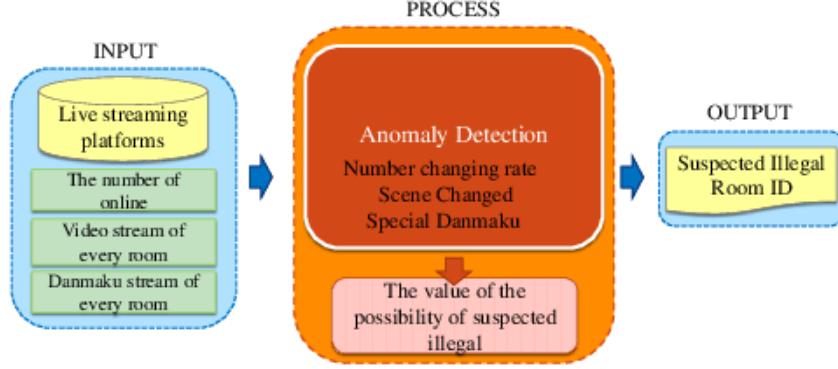 PROCESS
INPUT
Live streaming
platforms
The number of
online
Video stream of
every room
Danmaku stream of
every room
Anomaly Detection
Number changing rate
Scene Changed
Special Danmaku
The value of the
possibility of suspected
illegal
OUTPUT
Suspected Illegal
Room ID